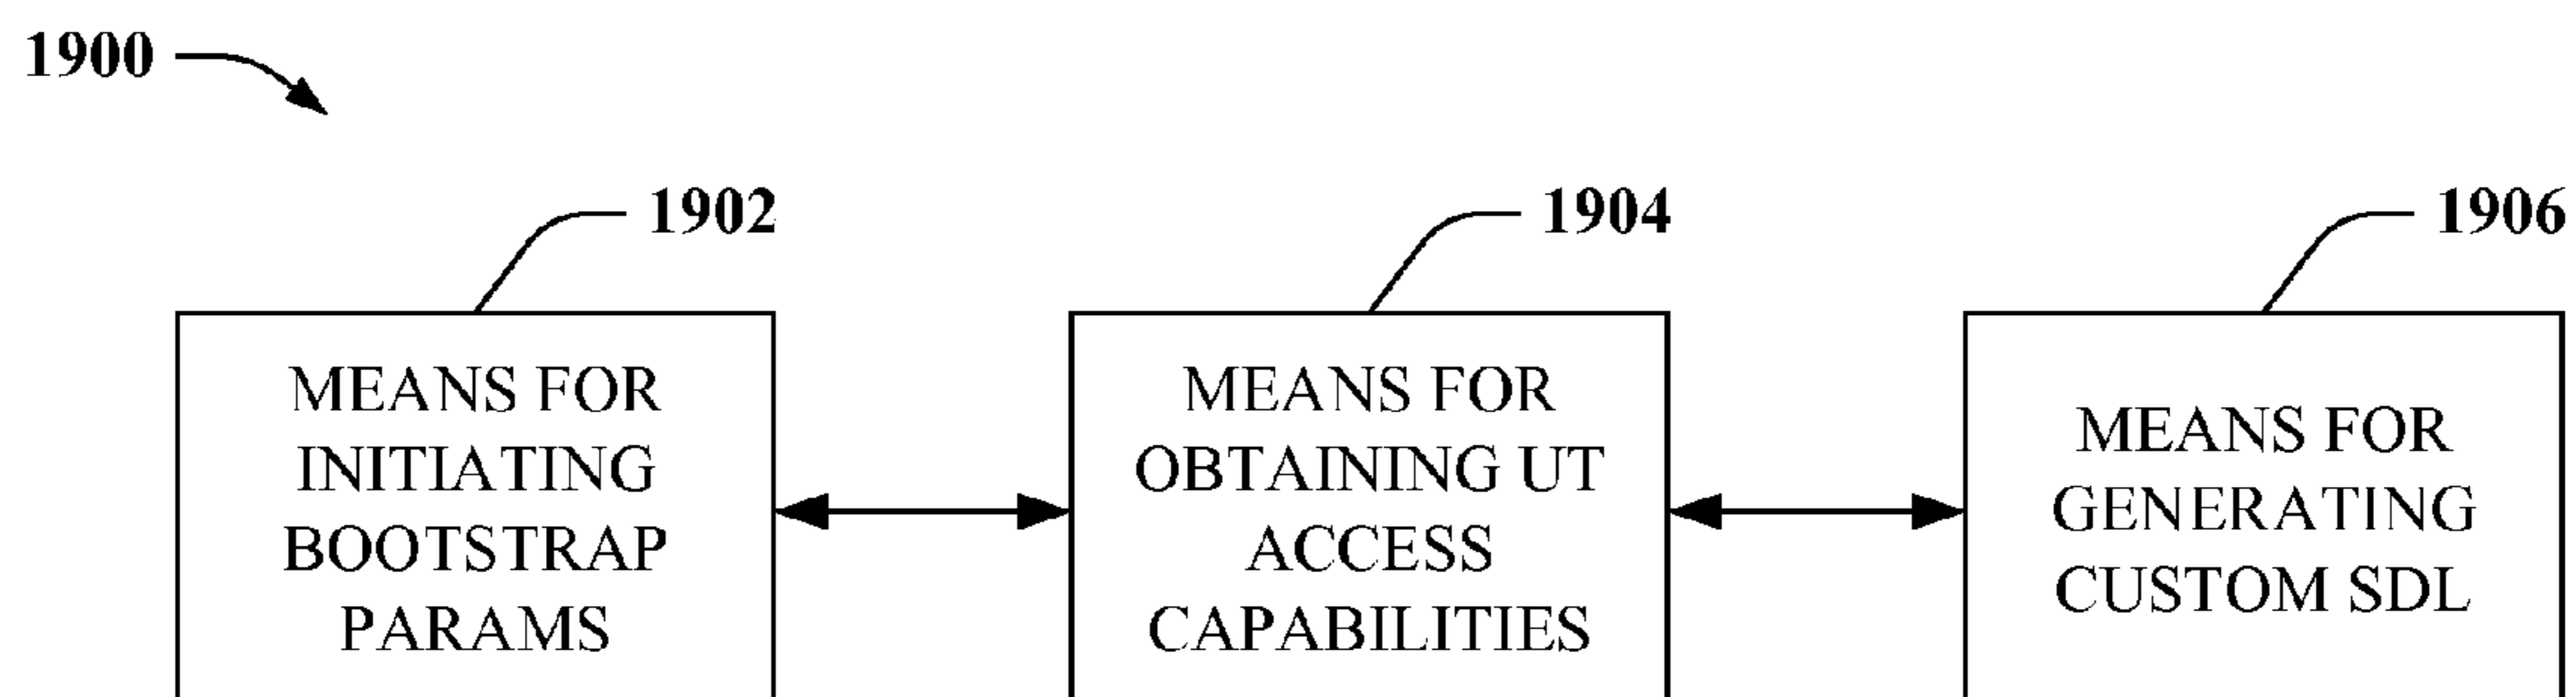 1900
1902
1904
1906
MEANS FOR
INITIATING
BOOTSTRAP
PARAMS
MEANS FOR
OBTAINING UT
ACCESS
CAPABILITIES
MEANS FOR
GENERATING
CUSTOM SDL